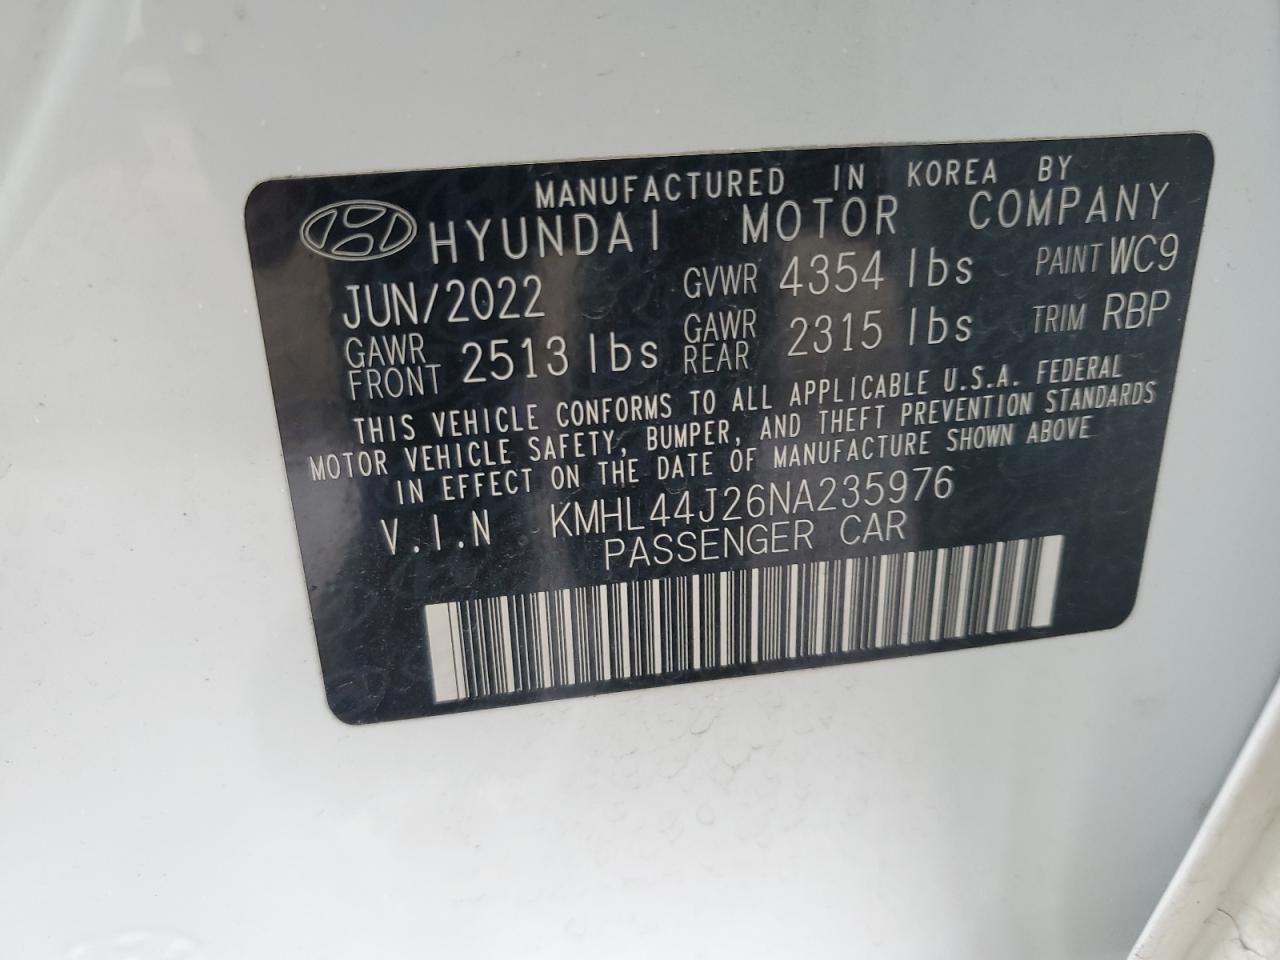 MANUFACTURED IN KOREA BY
HYUNDAI MOTOR COMPANY
JUN/2022 GVWR 4354 lbs PAINT WC9
GAWR FRONT 2513 lbs GAWR REAR 2315 lbs TRIM RBP
THIS VEHICLE CONFORMS TO ALL APPLICABLE U.S.A. FEDERAL
MOTOR VEHICLE SAFETY, BUMPER, AND THEFT PREVENTION STANDARDS
IN EFFECT ON THE DATE OF MANUFACTURE SHOWN ABOVE
V.I.N KMHL44J26NA235976
PASSENGER CAR